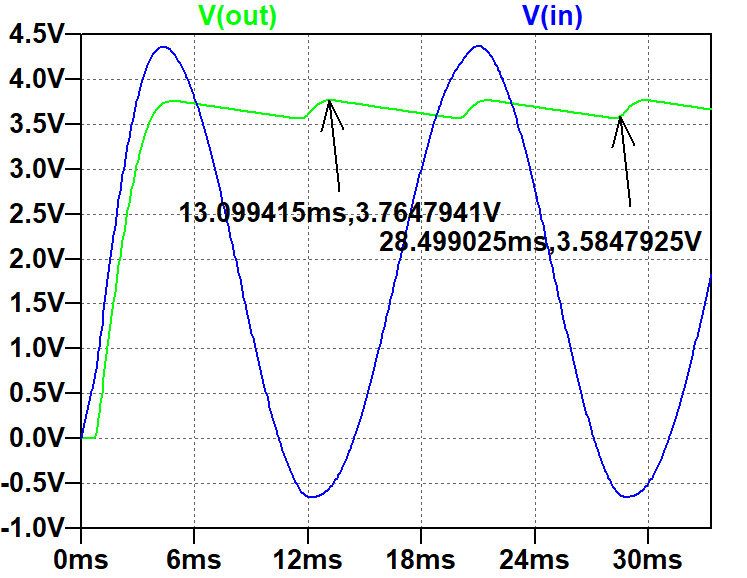 V(out) V(in)
4.5V
4.0V
3.5V
3.0V
2.5V
2.0V
1.5V
1.0V
0.5V
0.0V
-0.5V
-1.0V
13.099415ms,3.7647941V
28.499025ms,3.5847925V
0ms 6ms 12ms 18ms 24ms 30ms